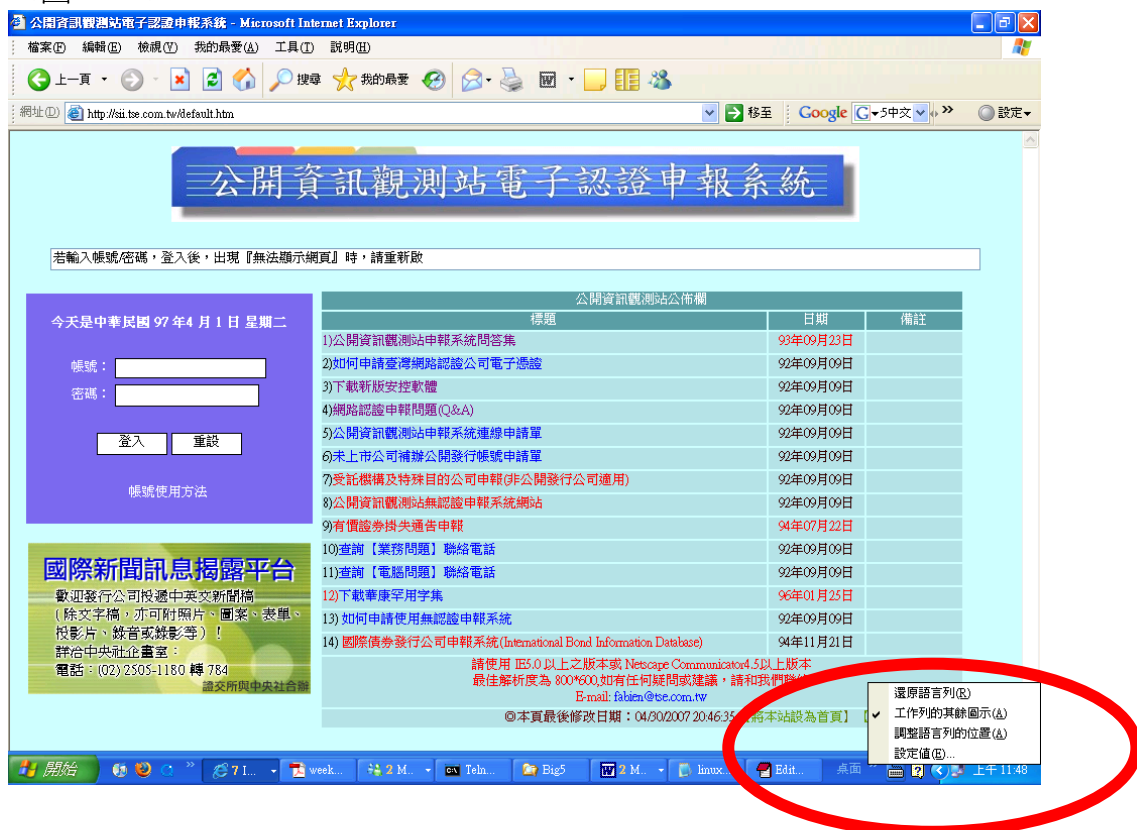 公開資訊觀測站電子認證申報系統 - Microsoft Internet Explorer
檔案(F) 編輯(E) 檢視(V) 我的最愛(A) 工具(T) 說明(H)
上一頁 搜尋 我的最愛
網址(D) http://sii.tse.com.tw/default.htm 移至 Google G 5中文 » 設定
公開資訊觀測站電子認證申報系統
若輸入帳號/密碼，登入後，出現『無法顯示網頁』時，請重新啟
今天是中華民國 97 年4 月 1 日 星期二
帳號：
密碼：
登入 重設
帳號使用方法
國際新聞訊息揭露平台
歡迎發行公司投遞中英文新聞稿
(除文字稿，亦可附照片、圖案、表單、
投影片、錄音或錄影等)！
詳洽中央社企畫室：
電話：(02) 2505-1180 轉 784
證交所與中央社合辦
公開資訊觀測站公佈欄
標題 日期 備註
1)公開資訊觀測站申報系統問答集 93年09月23日
2)如何申請臺灣網路認證公司電子憑證 92年09月09日
3)下載新版安控軟體 92年09月09日
4)網路認證申報問題(Q&A) 92年09月09日
5)公開資訊觀測站申報系統連線申請單 92年09月09日
6)未上市公司補辦公開發行帳號申請單 92年09月09日
7)受託機構及特殊目的公司申報(非公開發行公司適用) 92年09月09日
8)公開資訊觀測站無認證申報系統網站 92年09月09日
9)有價證券掛失通告申報 94年07月22日
10)查詢【業務問題】聯絡電話 92年09月09日
11)查詢【電腦問題】聯絡電話 92年09月09日
12)下載華康罕用字集 96年01月25日
13) 如何申請使用無認證申報系統 92年09月09日
14) 國際債券發行公司申報系統(International Bond Information Database) 94年11月21日
請使用 IE5.0 以上之版本或 Netscape Communicator4.5以上版本
最佳解析度為 800*600,如有任何疑問或建議，請和我們聯絡
E-mail: fabien@tse.com.tw
◎本頁最後修改日期：04/30/2007 20:46:35 將本站設為首頁】
還原語言列(R)
工作列的其餘圖示(A)
調整語言列的位置(A)
設定值(E)...
開始 » 7 I... week... 2 M... Teln... Big5 2 M... linux... Edit... 桌面 » 上午 11:48